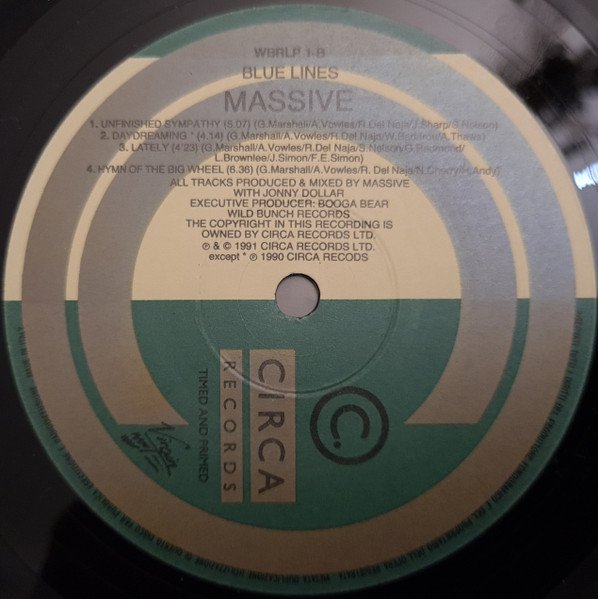 WBRLP 1-B
BLUE LINES
MASSIVE
1. UNFINISHED SYMPATHY (5.07) (G.Marshall/A.Vowles/R.Del Naja/J.Sharp/S.Nelson)
2. DAYDREAMING * (4.14) (G.Marshall/A.Vowles/R.Del Naja/W.Badarou/A.Thaws)
3. LATELY (4'23) (G.Marshall/A.Vowles/R.Del Naja/S.Nelson/G.Redmond/
L.Brownlee/J.Simon/F.E.Simon)
4. HYMN OF THE BIG WHEEL (6.36) (G.Marshall/A.Vowles/R. Del Naja/N.Cherry/H.Andy)
ALL TRACKS PRODUCED & MIXED BY MASSIVE
WITH JONNY DOLLAR
EXECUTIVE PRODUCER: BOOGA BEAR
WILD BUNCH RECORDS
THE COPYRIGHT IN THIS RECORDING IS
OWNED BY CIRCA RECORDS LTD.
℗ & © 1991 CIRCA RECORDS LTD.
except * ℗ 1990 CIRCA RECODS
C.
CIRCA
RECORDS
TIMED AND PRIMED
Virgin